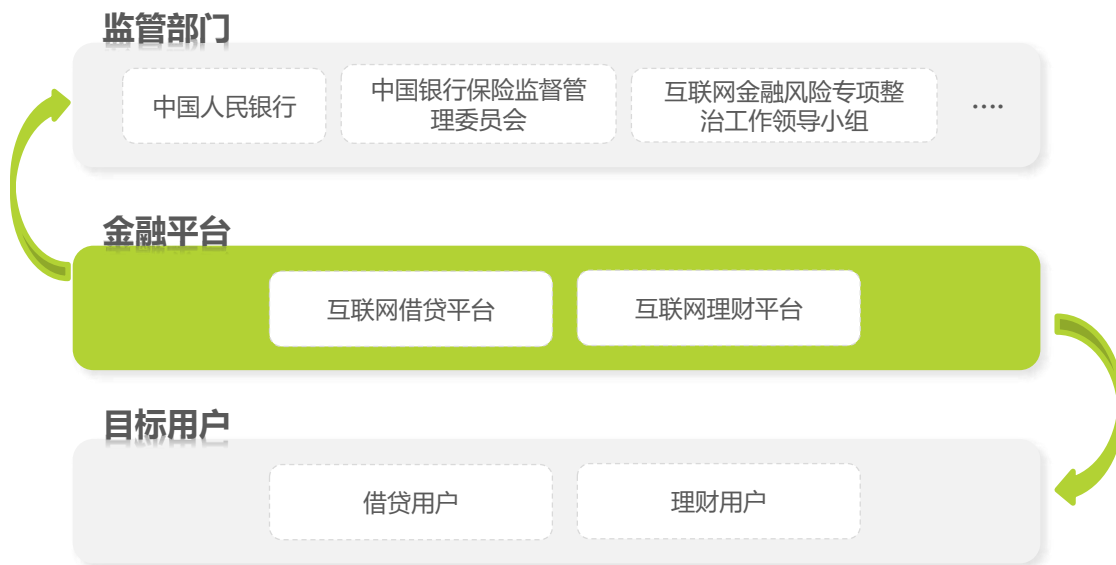 监管部门
中国人民银行
中国银行保险监督管
理委员会
互联网金融风险专项整
治工作领导小组
....
金融平台
互联网借贷平台
互联网理财平台
目标用户
借贷用户
理财用户